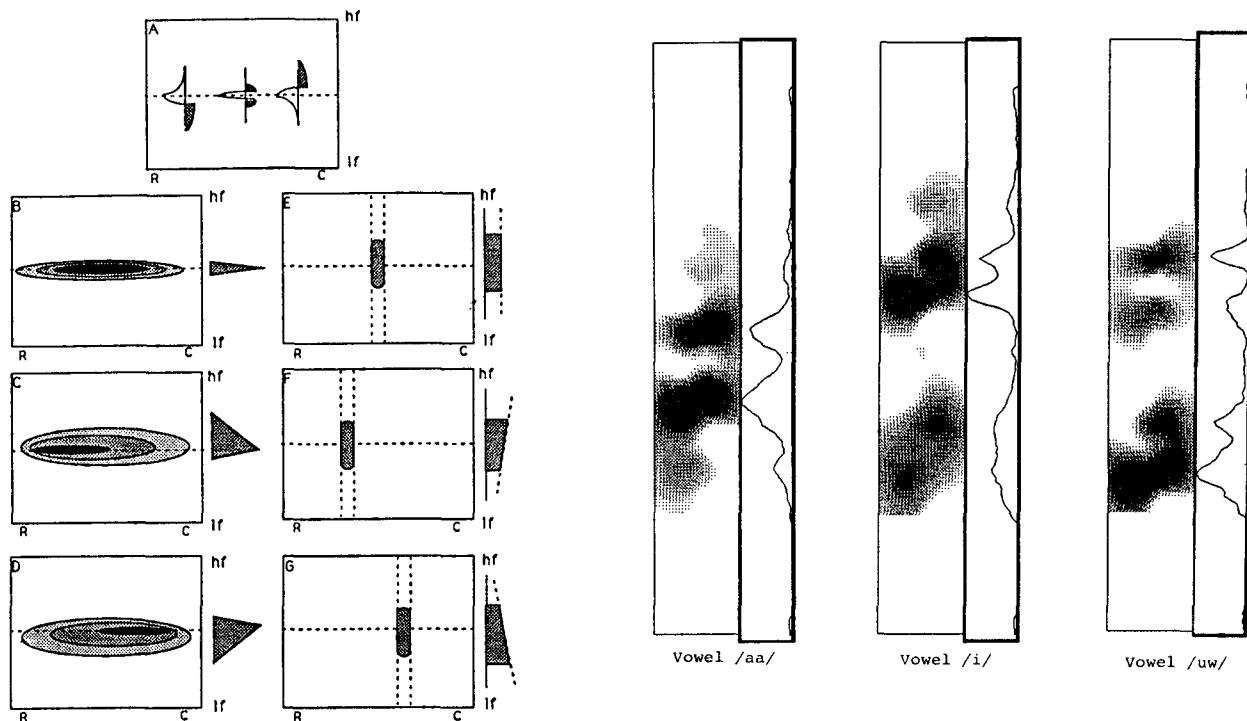 hf
A
lf
R C
hf
B
lf
R C
hf
E
lf
R C
C
hf
lf
R C
F
hf
lf
R C
D
hf
lf
R C
G
hf
lf
R C
Vowel /aa/
Vowel /i/
Vowel /uw/